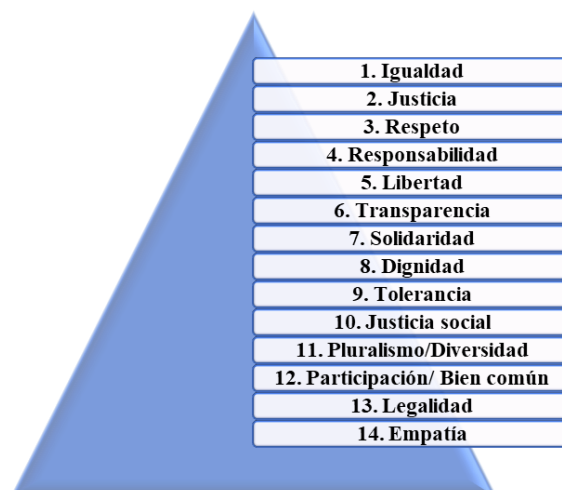 1. Igualdad
2. Justicia
3. Respeto
4. Responsabilidad
5. Libertad
6. Transparencia
7. Solidaridad
8. Dignidad
9. Tolerancia
10. Justicia social
11. Pluralismo/Diversidad
12. Participación/ Bien común
13. Legalidad
14. Empatía